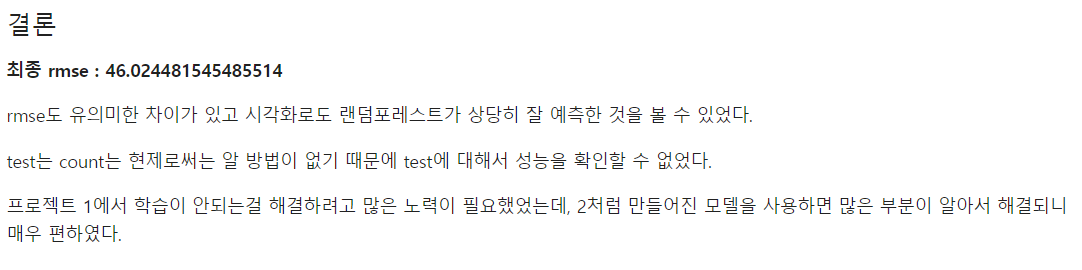 결론
최종 rmse : 46.024481545485514
rmse도 유의미한 차이가 있고 시각화로도 랜덤포레스트가 상당히 잘 예측한 것을 볼 수 있었다.
test는 count는 현제로써는 알 방법이 없기 때문에 test에 대해서 성능을 확인할 수 없었다.
프로젝트 1에서 학습이 안되는걸 해결하려고 많은 노력이 필요했었는데, 2처럼 만들어진 모델을 사용하면 많은 부분이 알아서 해결되니
매우 편하였다.